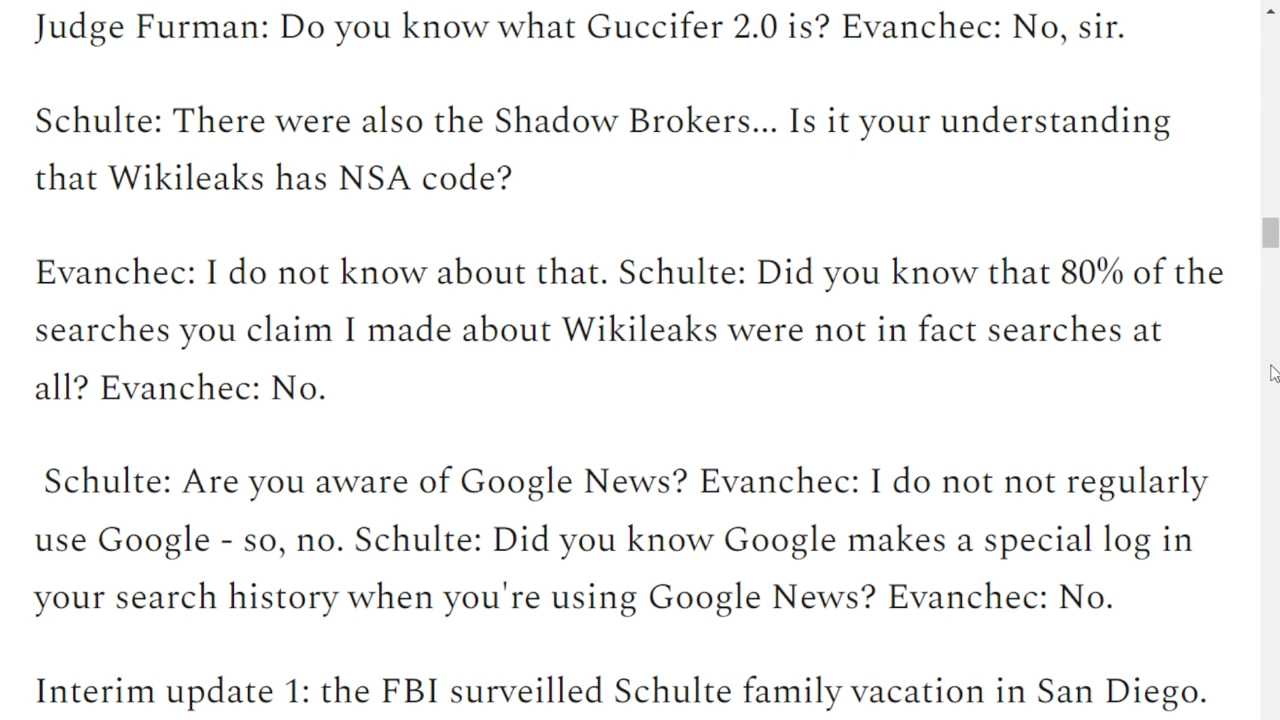 Judge Furman: Do you know what Guccifer 2.0 is? Evanchec: No, sir.
Schulte: There were also the Shadow Brokers... Is it your understanding
that Wikileaks has NSA code?
Evanchec: I do not know about that. Schulte: Did you know that 80% of the
searches you claim I made about Wikileaks were not in fact searches at
all? Evanchec: No.
Schulte: Are you aware of Google News? Evanchec: I do not not regularly
use Google - so, no. Schulte: Did you know Google makes a special log in
your search history when you're using Google News? Evanchec: No.
Interim update 1: the FBI surveilled Schulte family vacation in San Diego.